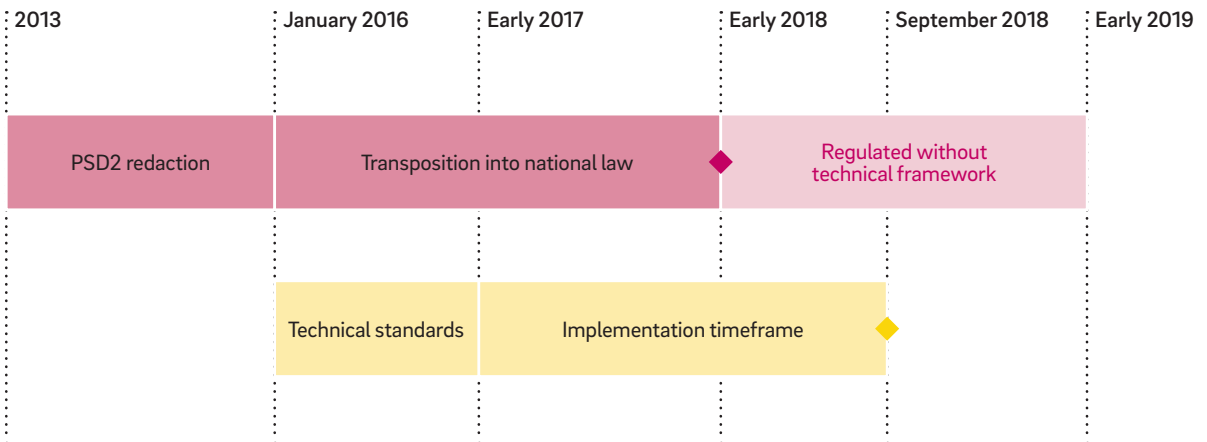 2013
January 2016
Early 2017
Early 2018
September 2018
Early 2019
PSD2 redaction
Transposition into national law
Regulated without
technical framework
Technical standards
Implementation timeframe